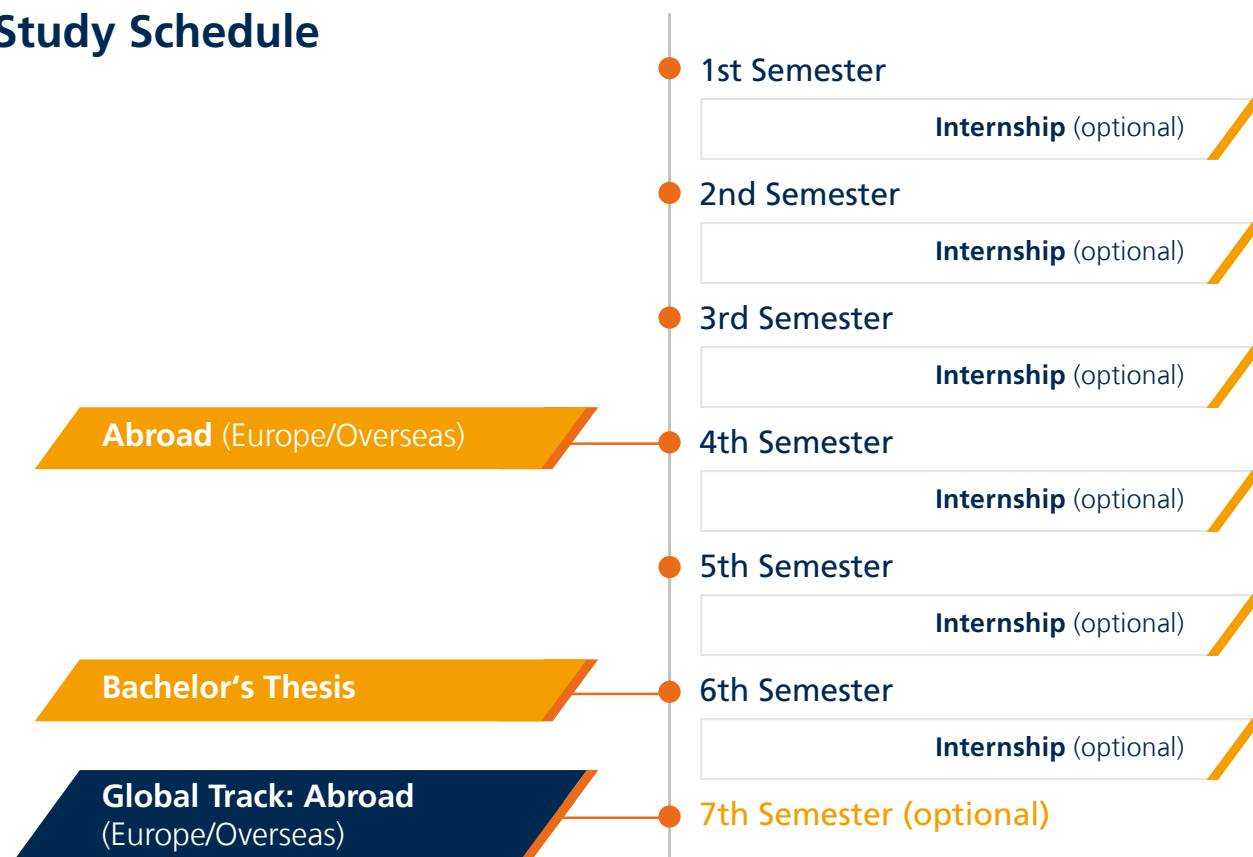 Study Schedule
1st Semester
Internship (optional)
2nd Semester
Internship (optional)
3rd Semester
Internship (optional)
Abroad (Europe/Overseas)
4th Semester
Internship (optional)
5th Semester
Internship (optional)
Bachelor‘s Thesis
6th Semester
Internship (optional)
Global Track: Abroad
(Europe/Overseas)
7th Semester (optional)